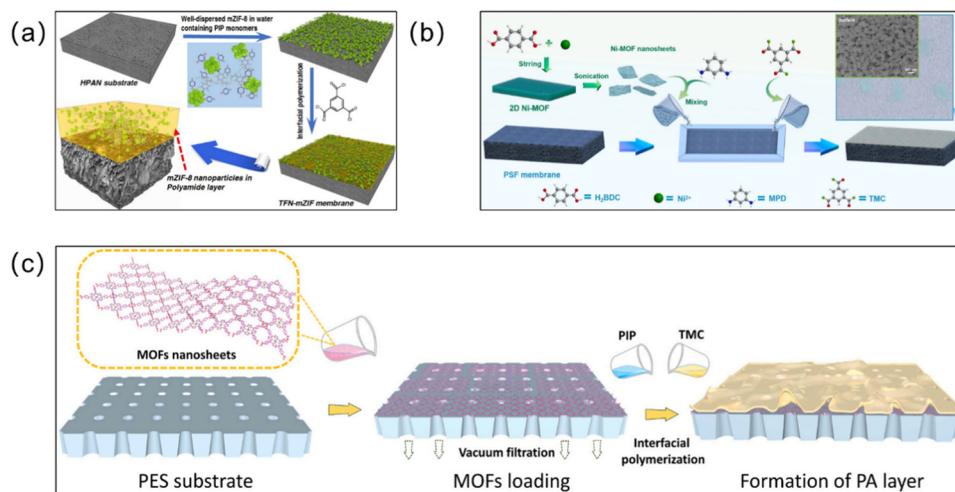 (a)
Well-dispersed mZIF-8 in water
containing PIP monomers
HPAN substrate
Interfacial polymerization
mZIF-8 nanoparticles in
Polyamide layer
TFN-mZIF membrane
(b)
Ni-MOF nanosheets
Strring
Sonication
2D Ni-MOF
Mixing
PSF membrane
= H₂BDC
= Ni²⁺
= MPD
= TMC
(c)
MOFs nanosheets
PIP
TMC
Vacuum filtration
Interfacial
polymerization
PES substrate
MOFs loading
Formation of PA layer